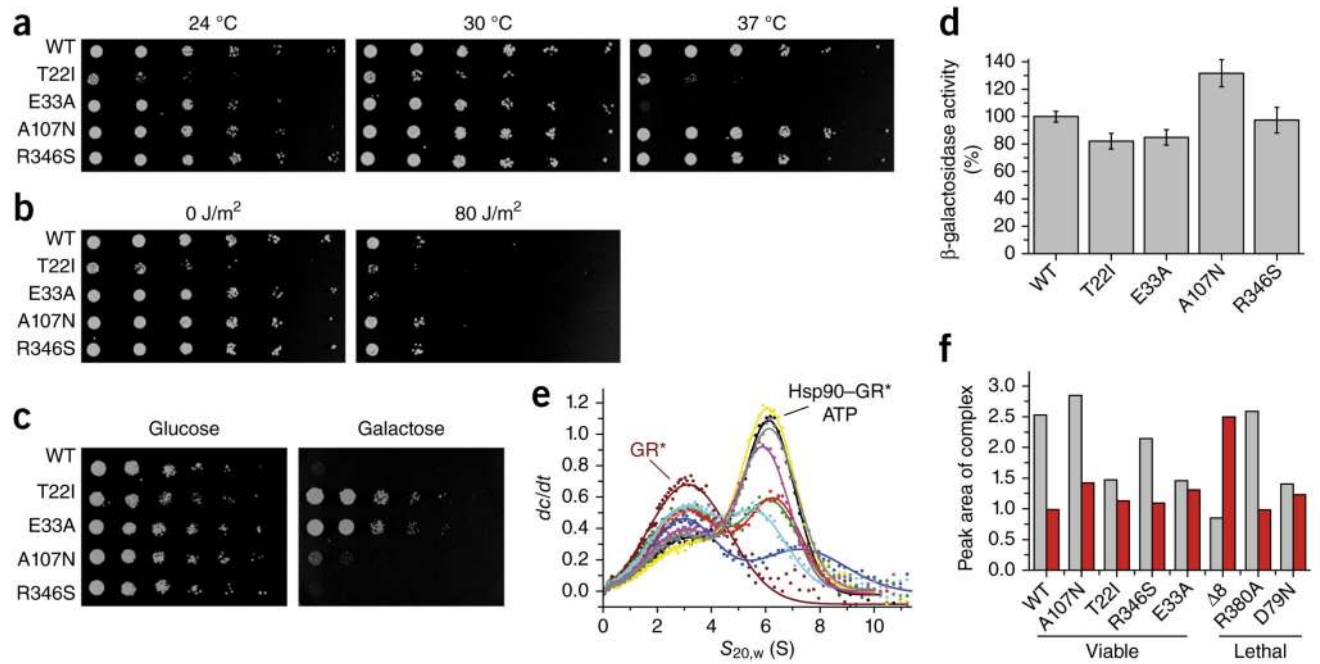 a
24 °C 30 °C 37 °C
WT
T22I
E33A
A107N
R346S
b
0 J/m2 80 J/m2
WT
T22I
E33A
A107N
R346S
c
Glucose Galactose
WT
T22I
E33A
A107N
R346S
d
β-galactosidase activity
(%)
140
120
100
80
60
40
20
0
WT T22I E33A A107N R346S
e
Hsp90–GR*
ATP
GR*
dc/dt
1.2
1.0
0.8
0.6
0.4
0.2
0.0
0 2 4 6 8 10
S20,w (S)
f
Peak area of complex
3.0
2.5
2.0
1.5
1.0
0.5
0.0
WT A107N T22I R346S E33A Δ8 R380A D79N
Viable Lethal